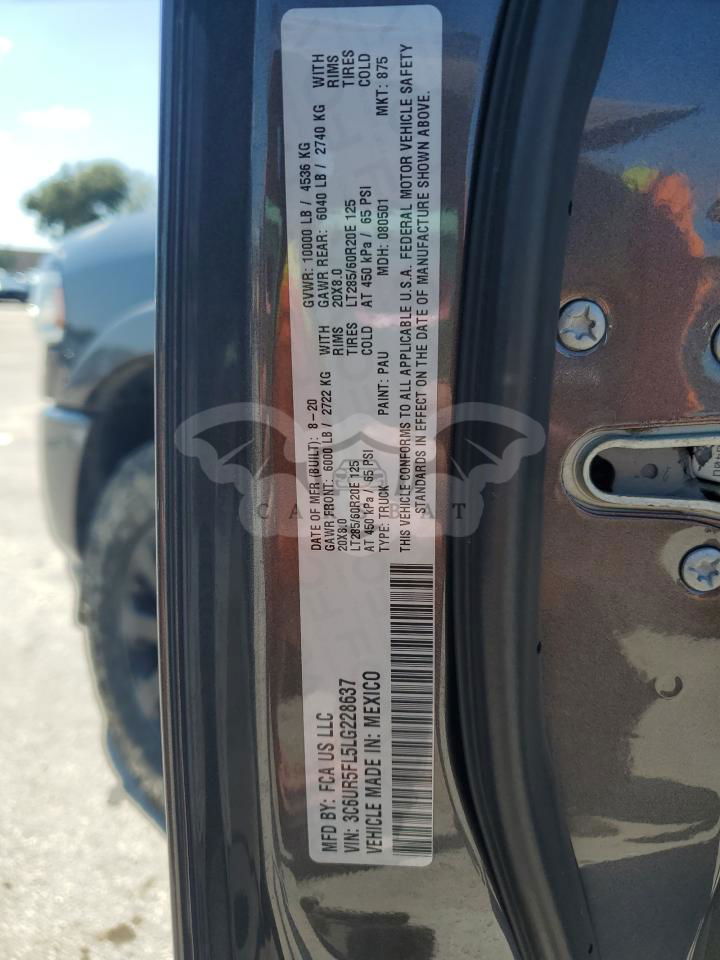 MFD BY: FCA US LLC
DATE OF MFR (BUILT): 8-20
GVWR: 10000 LB / 4536 KG
GAWR FRONT: 6000 LB / 2722 KG WITH
GAWR REAR: 6040 LB / 2740 KG WITH
20X8.0 RIMS
20X8.0 RIMS
LT285/60R20E 125 TIRES
LT285/60R20E 125 TIRES
AT 450 kPa / 65 PSI COLD
AT 450 kPa / 65 PSI COLD
VIN: 3C6UR5FL5LG228637
TYPE: TRUCK PAINT: PAU MDH: 080501 MKT: 875
VEHICLE MADE IN: MEXICO
THIS VEHICLE CONFORMS TO ALL APPLICABLE U.S.A. FEDERAL MOTOR VEHICLE SAFETY
STANDARDS IN EFFECT ON THE DATE OF MANUFACTURE SHOWN ABOVE.